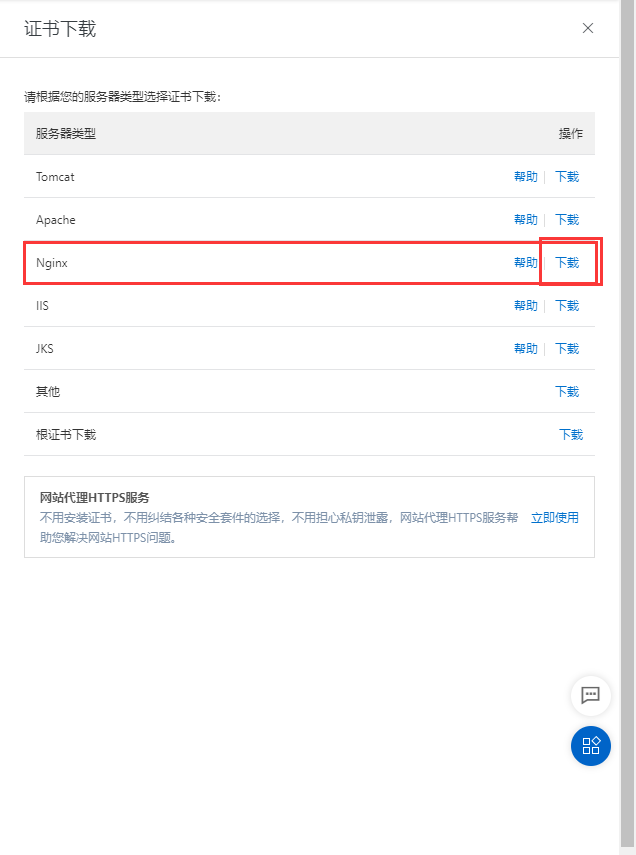 证书下载
请根据您的服务器类型选择证书下载：
服务器类型 操作
Tomcat 帮助 下载
Apache 帮助 下载
Nginx 帮助 下载
IIS 帮助 下载
JKS 帮助 下载
其他 下载
根证书下载 下载
网站代理HTTPS服务
不用安装证书，不用纠结各种安全套件的选择，不用担心私钥泄露，网站代理HTTPS服务帮 立即使用
助您解决网站HTTPS问题。